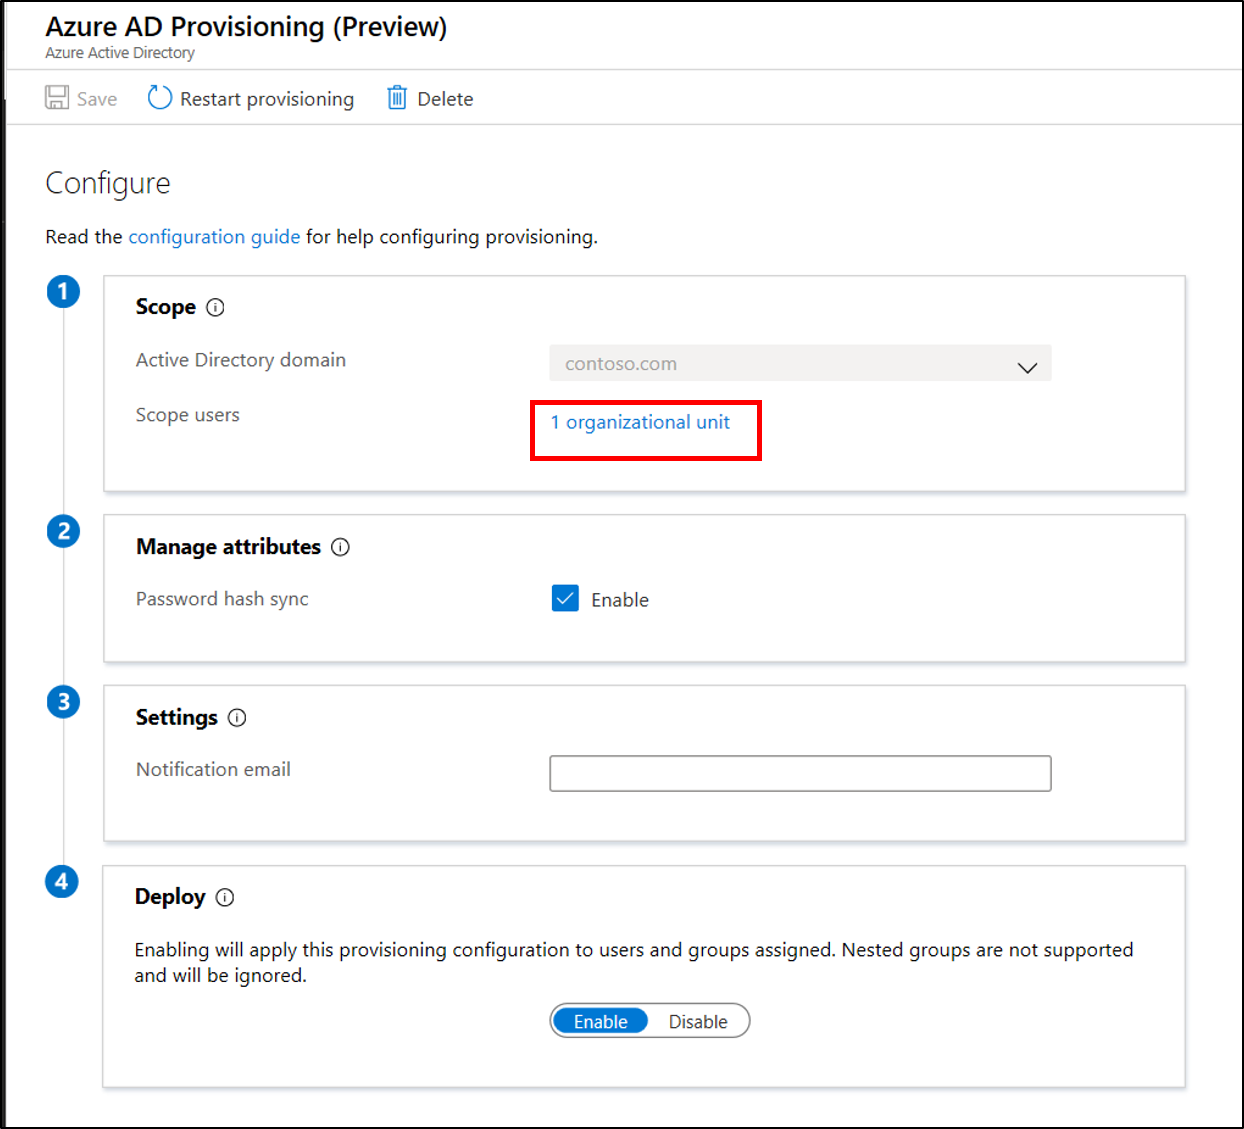 Azure AD Provisioning (Preview)
Azure Active Directory
Save Restart provisioning Delete
Configure
Read the configuration guide for help configuring provisioning.
1
Scope
Active Directory domain contoso.com
Scope users 1 organizational unit
2
Manage attributes
Password hash sync Enable
3
Settings
Notification email
4
Deploy
Enabling will apply this provisioning configuration to users and groups assigned. Nested groups are not supported
and will be ignored.
Enable Disable